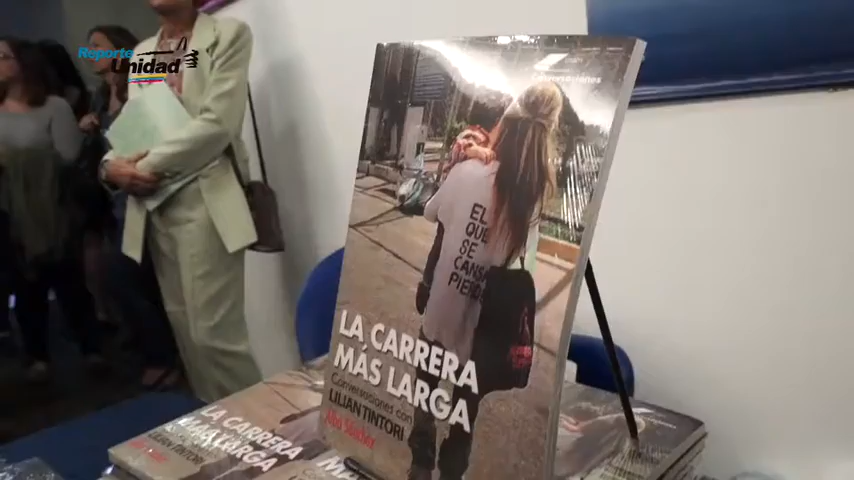 Reporte
Unidad
Conversaciones
EL
QUE
SE
CANSA
PIERDE
LA CARRERA
MÁS LARGA
Conversaciones con
LILIAN TINTORI
LA CARRERA
MÁS LARGA
LILIAN TINTORI